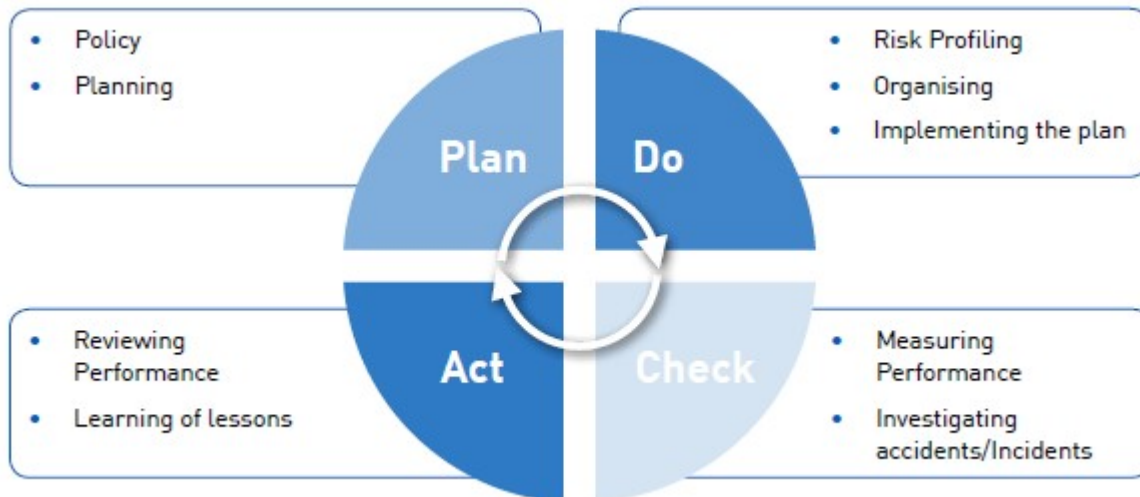 • Policy
• Planning
Plan
Do
• Risk Profiling
• Organising
• Implementing the plan
• Reviewing
Performance
• Learning of lessons
Act
Check
• Measuring
Performance
• Investigating
accidents/Incidents